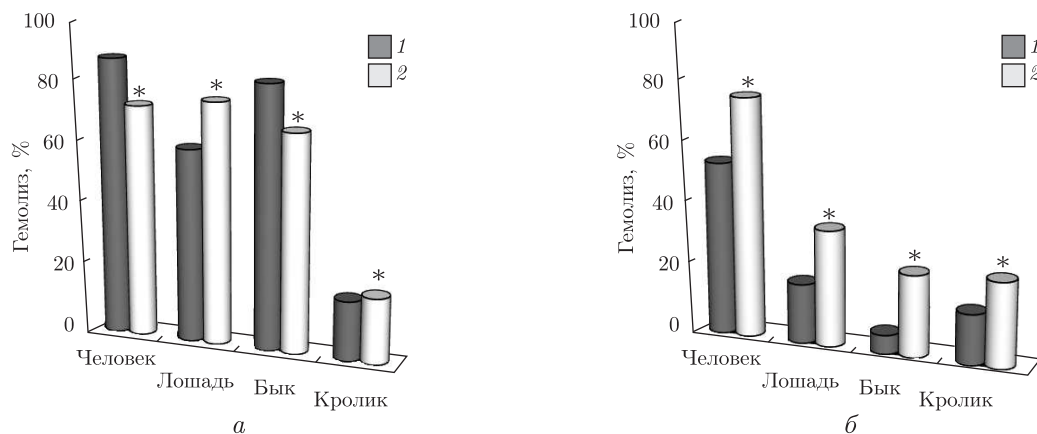 Гемолиз, %
100
80
60
40
20
0
1
2
*
*
*
*
Человек
Лошадь
Бык
Кролик
а
Гемолиз, %
100
80
60
40
20
0
1
2
*
*
*
*
Человек
Лошадь
Бык
Кролик
б